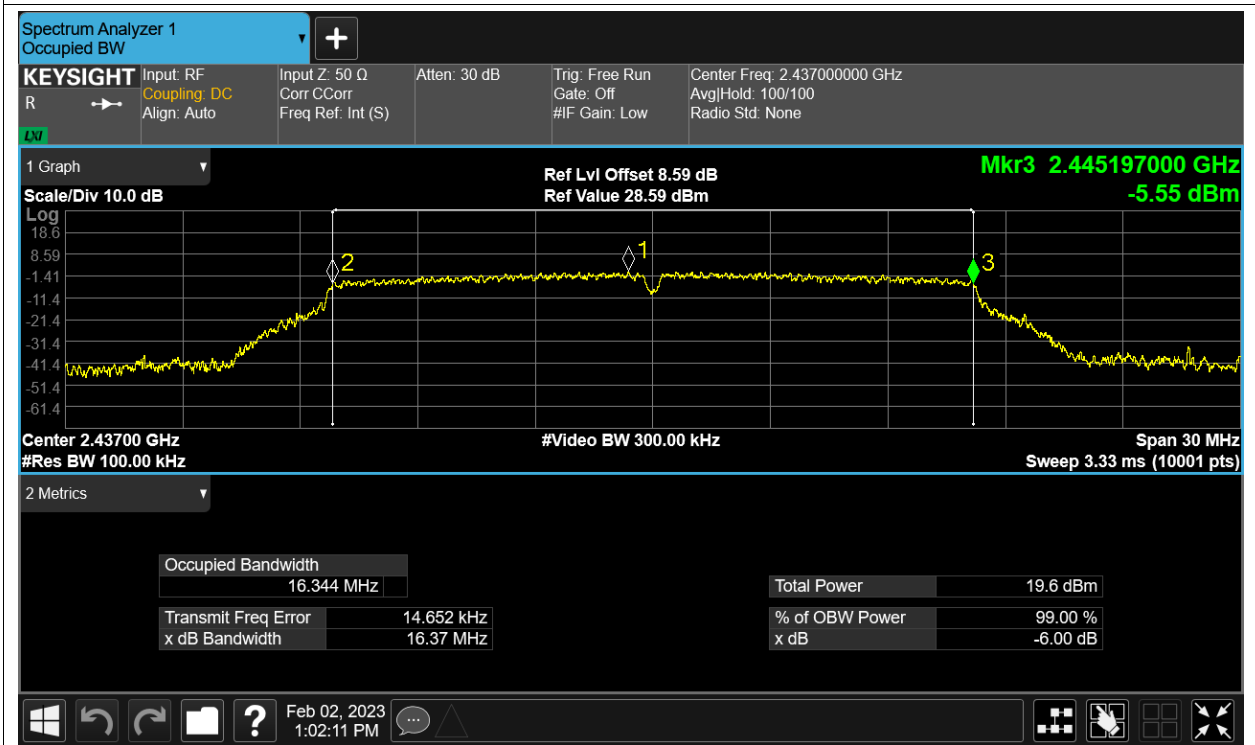 Spectrum Analyzer 1
Occupied BW
KEYSIGHT
R
LXI
Input: RF
Coupling: DC
Align: Auto
Input Z: 50 Ω
Corr CCorr
Freq Ref: Int (S)
Atten: 30 dB
Trig: Free Run
Gate: Off
#IF Gain: Low
Center Freq: 2.437000000 GHz
Avg|Hold: 100/100
Radio Std: None
1 Graph
Scale/Div 10.0 dB
Ref Lvl Offset 8.59 dB
Ref Value 28.59 dBm
Mkr3 2.445197000 GHz
-5.55 dBm
Log
18.6
8.59
-1.41
-11.4
-21.4
-31.4
-41.4
-51.4
-61.4
2
1
3
Center 2.43700 GHz
#Video BW 300.00 kHz
Span 30 MHz
#Res BW 100.00 kHz
Sweep 3.33 ms (10001 pts)
2 Metrics
Occupied Bandwidth
16.344 MHz
Transmit Freq Error 14.652 kHz
x dB Bandwidth 16.37 MHz
Total Power 19.6 dBm
% of OBW Power 99.00 %
x dB -6.00 dB
?
Feb 02, 2023
1:02:11 PM